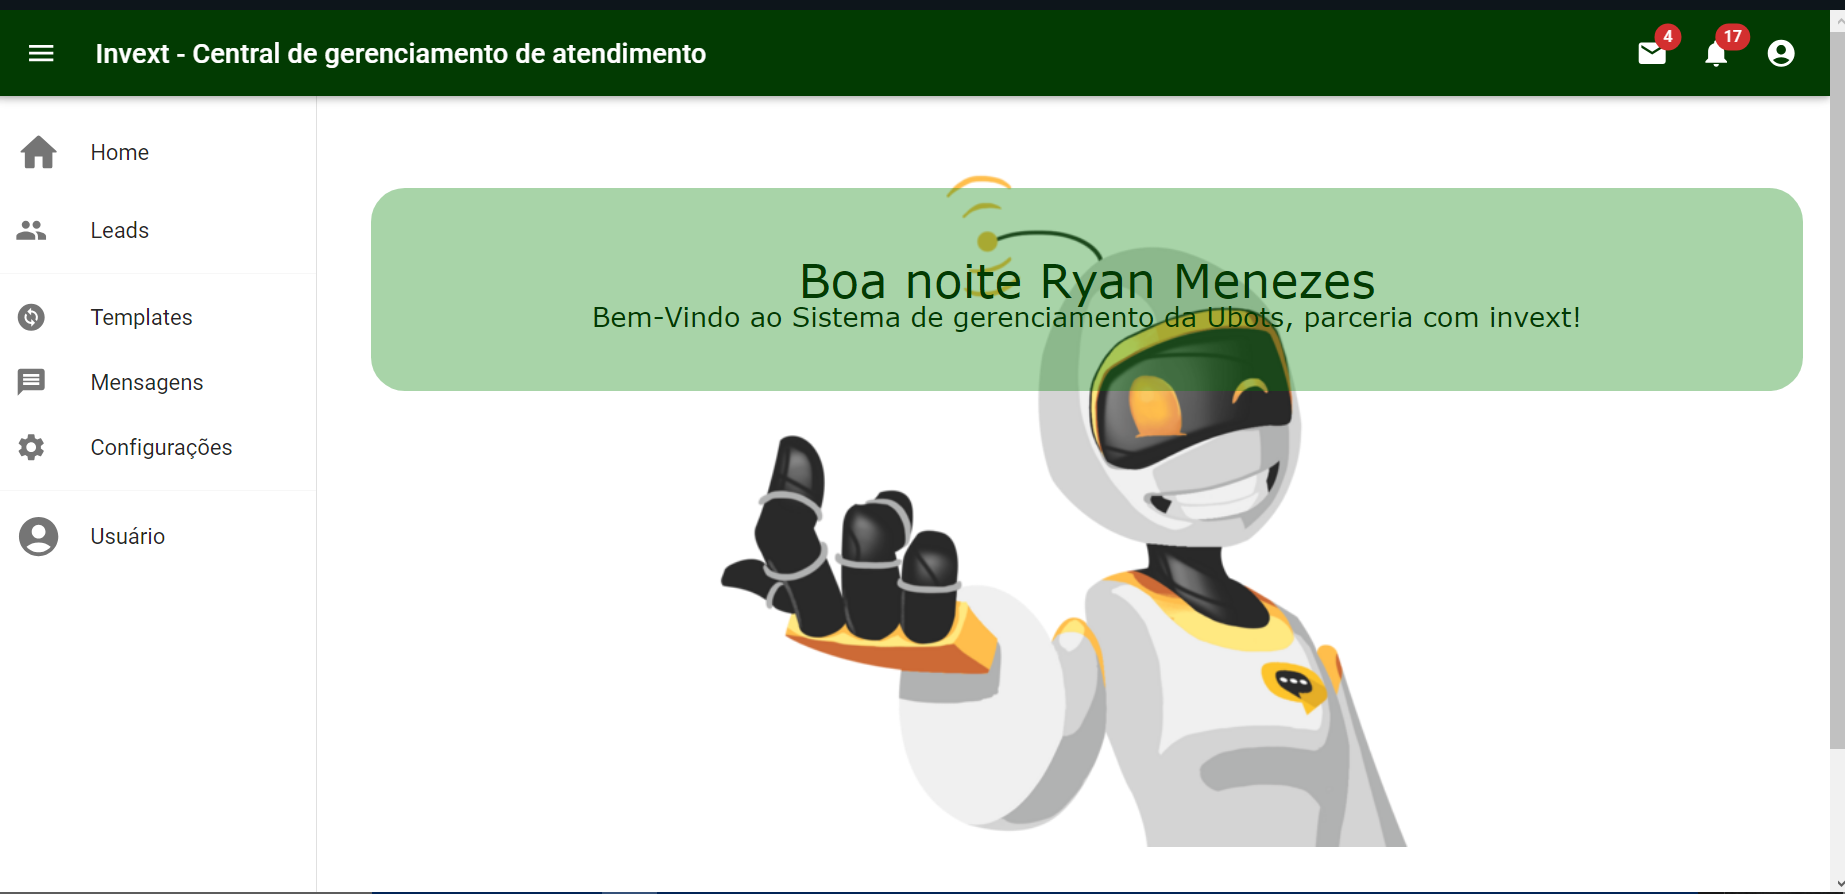 Invext - Central de gerenciamento de atendimento
4
17
Home
Leads
Templates
Mensagens
Configurações
Usuário
Boa noite Ryan Menezes
Bem-Vindo ao Sistema de gerenciamento da Ubots, parceria com invext!